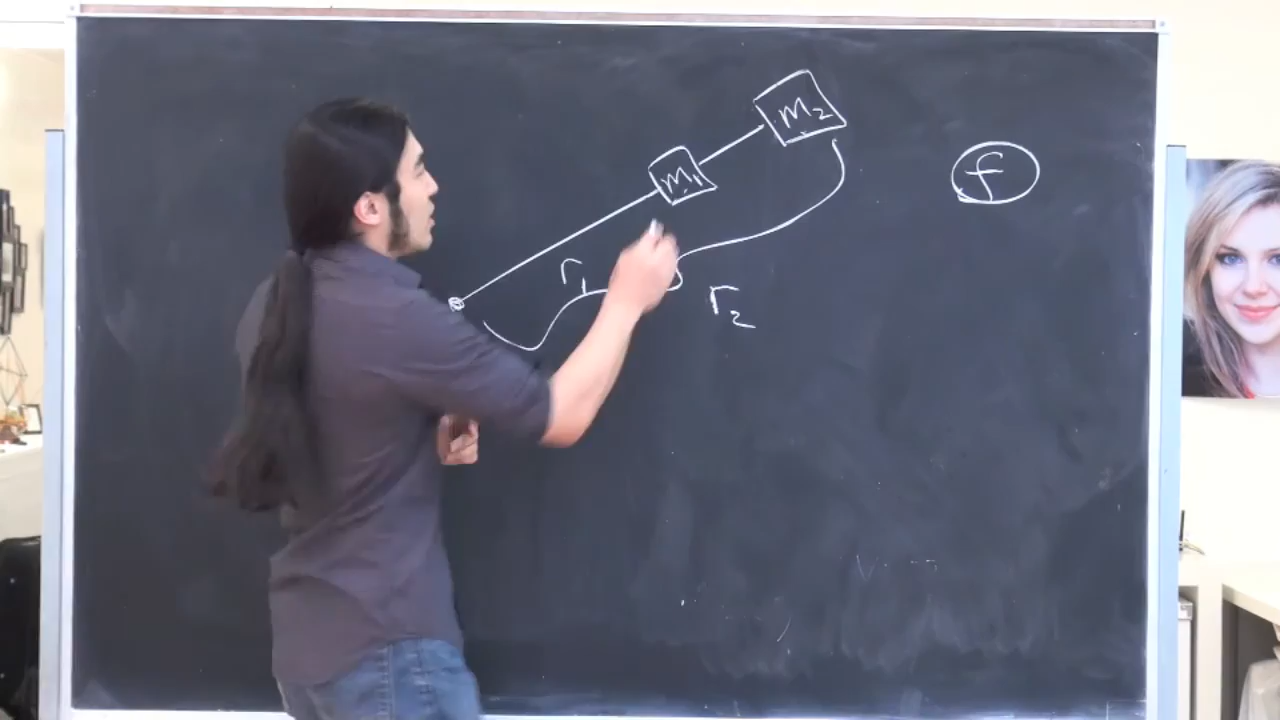 m₂
m₁
f
r₁
r₂